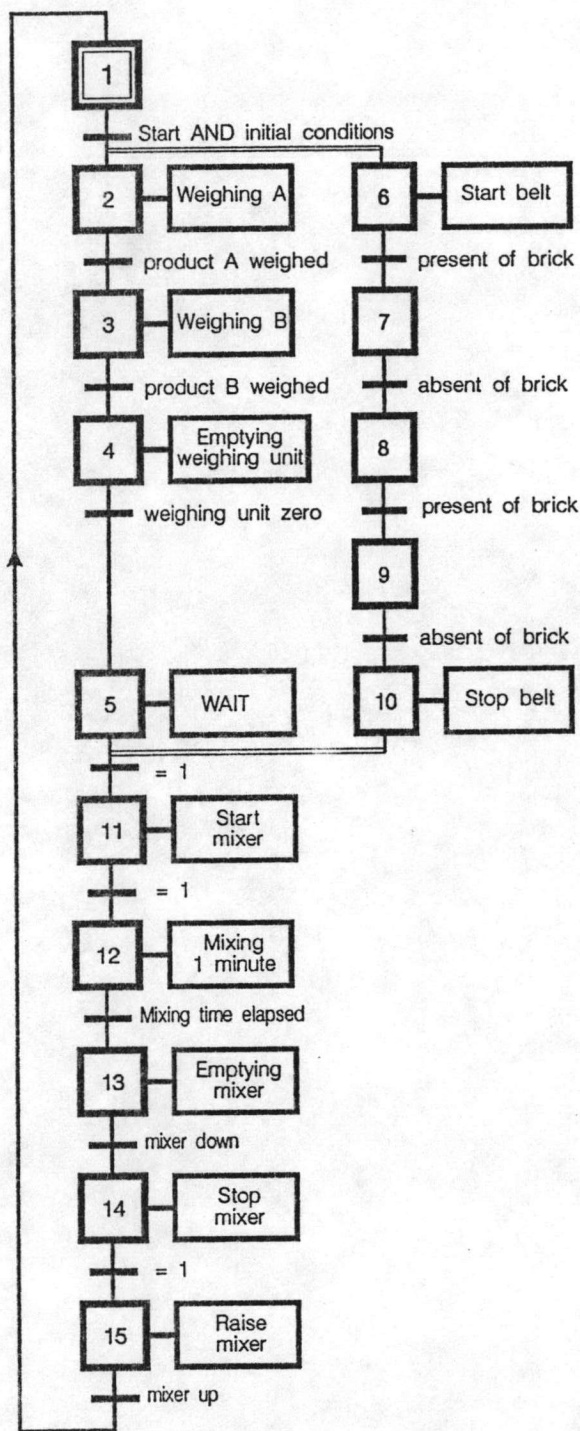 1
Start AND initial conditions
2
Weighing A
6
Start belt
product A weighed
present of brick
3
Weighing B
7
product B weighed
absent of brick
4
Emptying
weighing unit
8
weighing unit zero
present of brick
9
absent of brick
5
WAIT
10
Stop belt
= 1
11
Start
mixer
= 1
12
Mixing
1 minute
Mixing time elapsed
13
Emptying
mixer
mixer down
14
Stop
mixer
= 1
15
Raise
mixer
mixer up